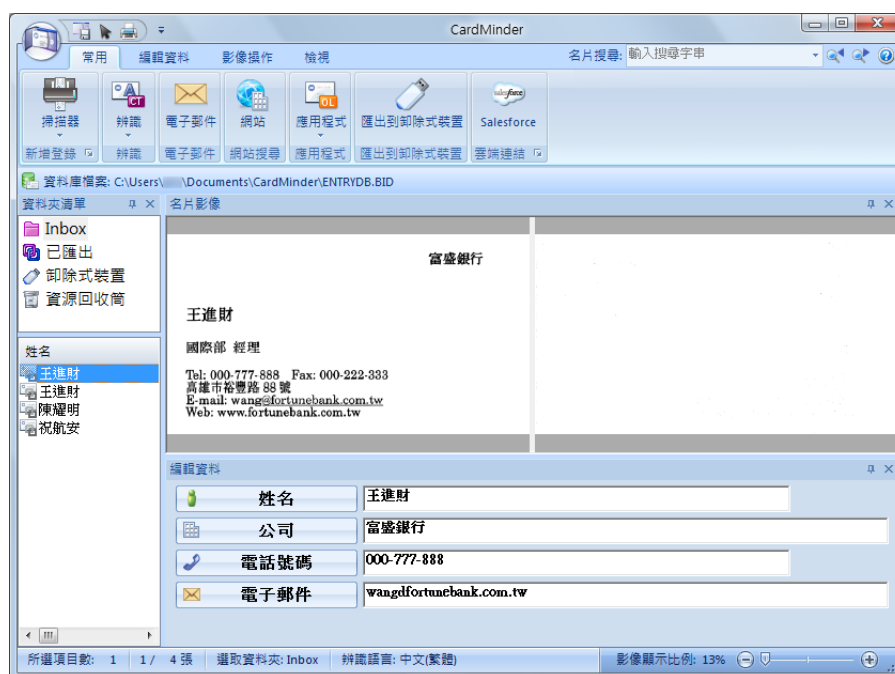 CardMinder
常用 編輯資料 影像操作 檢視 名片搜尋: 輸入搜尋字串
掃描器 辨識 電子郵件 網站 應用程式 匯出到卸除式裝置 Salesforce
新增登錄 辨識 電子郵件 網站搜尋 應用程式 匯出到卸除式裝置 雲端連結
資料庫檔案: C:\Users\ \Documents\CardMinder\ENTRYDB.BID
資料夾清單 名片影像
Inbox
已匯出
卸除式裝置
資源回收筒
富盛銀行
王進財
國際部 經理
Tel: 000-777-888 Fax: 000-222-333
高雄市裕豐路 88 號
E-mail: wang@fortunebank.com.tw
Web: www.fortunebank.com.tw
姓名
王進財
王進財
陳耀明
祝航安
編輯資料
姓名 王進財
公司 富盛銀行
電話號碼 000-777-888
電子郵件 wangdfortunebank.com.tw
所選項目數: 1 1 / 4 張 選取資料夾: Inbox 辨識語言: 中文(繁體) 影像顯示比例: 13%